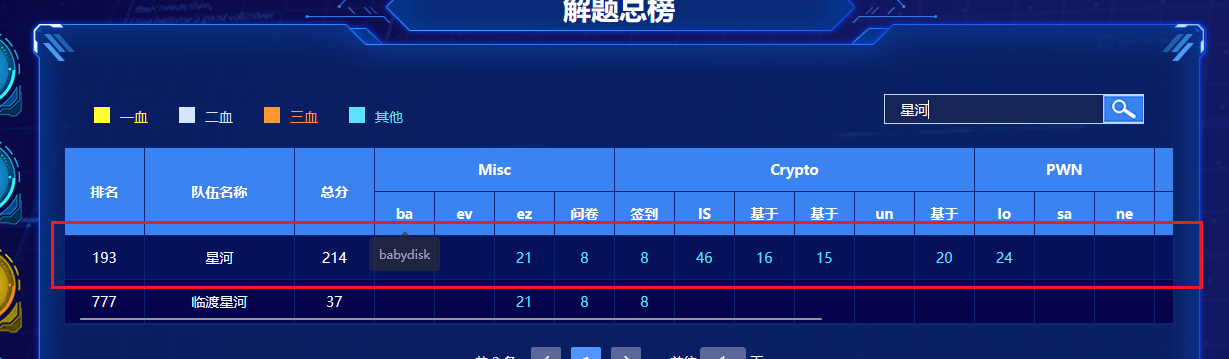 解题总榜
一血 二血 三血 其他
星河
排名 队伍名称 总分 Misc Crypto PWN
ba ev ez 问卷 签到 IS 基于 基于 un 基于 lo sa ne
193 星河 214 21 8 8 46 16 15 20 24
babydisk
777 临渡星河 37 21 8 8